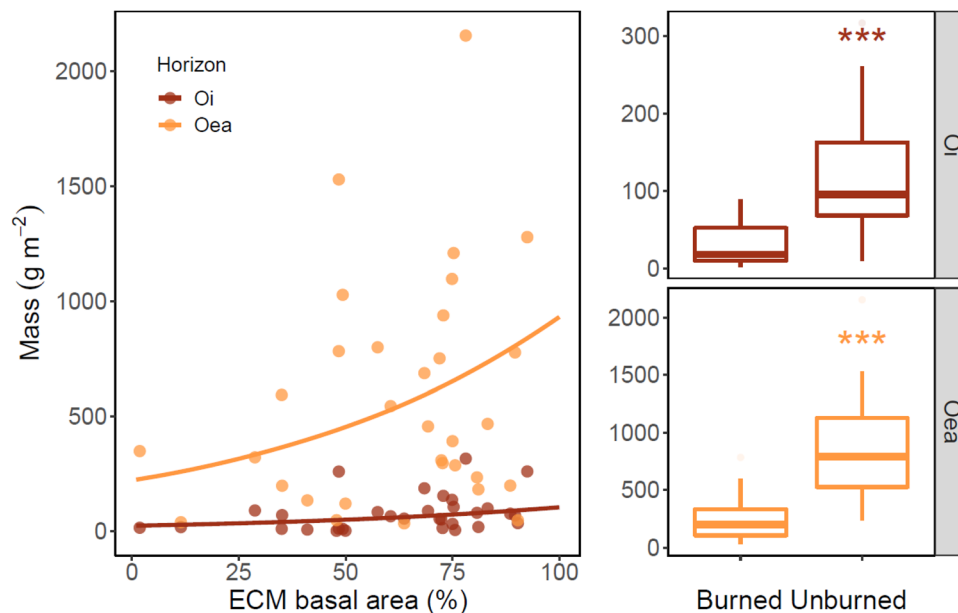 Mass (g m⁻²)
2000
1500
1000
500
0
Horizon
Oi
Oea
0 25 50 75 100
ECM basal area (%)
300
200
100
0
***
Oi
2000
1500
1000
500
0
***
Oea
Burned Unburned